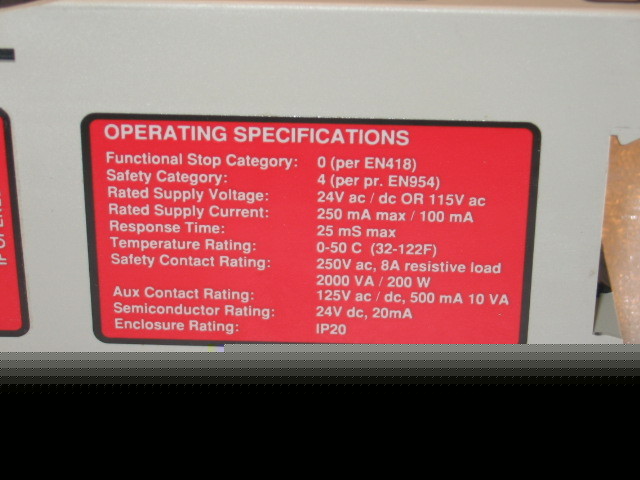 OPERATING SPECIFICATIONS
Functional Stop Category: 0 (per EN418)
Safety Category: 4 (per pr. EN954)
Rated Supply Voltage: 24V ac / dc OR 115V ac
Rated Supply Current: 250 mA max / 100 mA
Response Time: 25 mS max
Temperature Rating: 0-50 C (32-122F)
Safety Contact Rating: 250V ac, 8A resistive load
2000 VA / 200 W
Aux Contact Rating: 125V ac / dc, 500 mA 10 VA
Semiconductor Rating: 24V dc, 20mA
Enclosure Rating: IP20